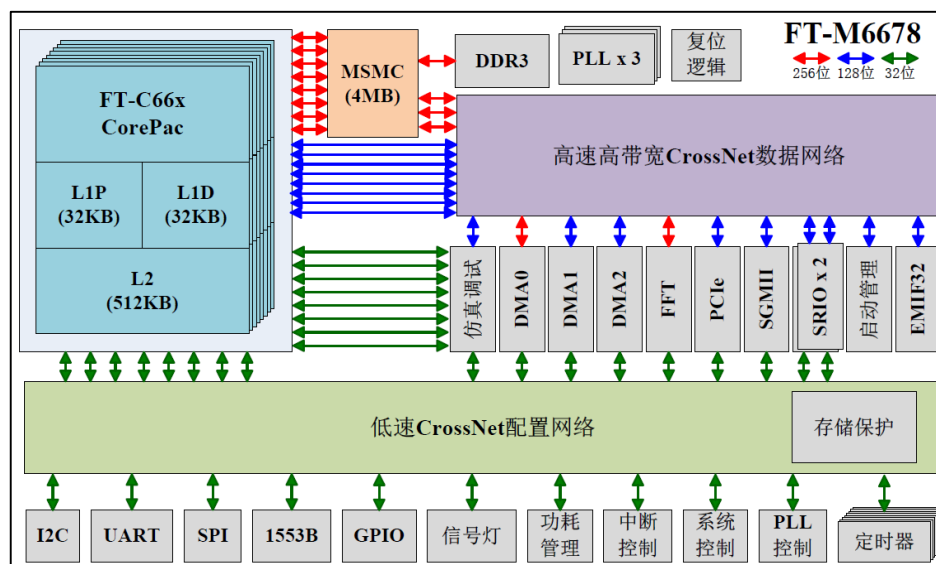 FT-M6678
256位 128位 32位
FT-C66x
CorePac
L1P
(32KB)
L1D
(32KB)
L2
(512KB)
MSMC
(4MB)
DDR3
PLL x 3
复位
逻辑
高速高带宽CrossNet数据网络
仿真调试
DMA0
DMA1
DMA2
FFT
PCIe
SGMII
SRIO x 2
启动管理
EMIF32
低速CrossNet配置网络
存储保护
I2C
UART
SPI
1553B
GPIO
信号灯
功耗
管理
中断
控制
系统
控制
PLL
控制
定时器